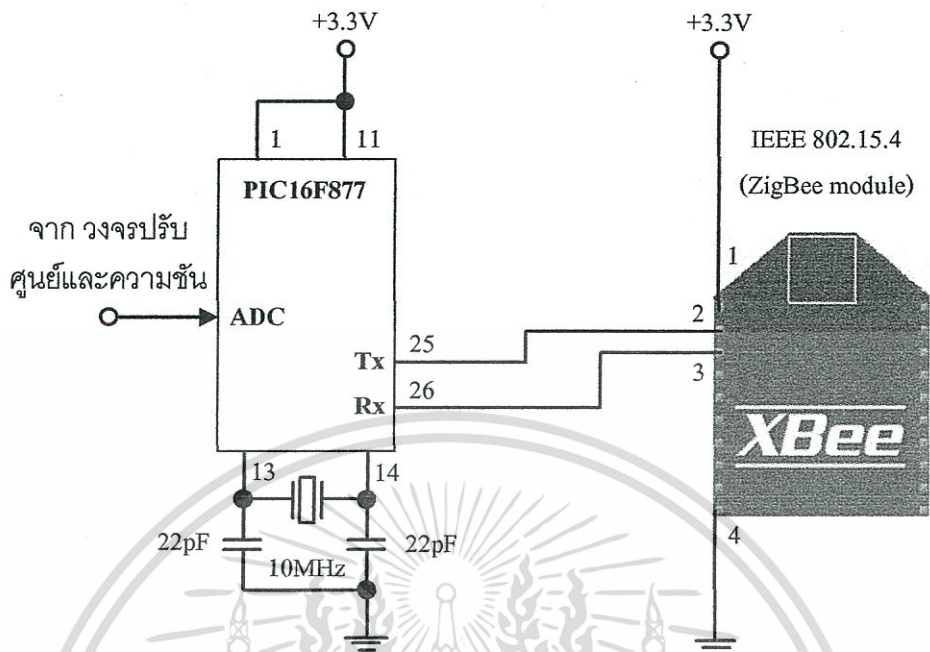 +3.3V
+3.3V
1
11
IEEE 802.15.4
(ZigBee module)
PIC16F877
จาก วงจรปรับ
ศูนย์และความชัน
ADC
1
2
25
Tx
3
26
Rx
XBee
13
14
22pF
22pF
10MHz
4